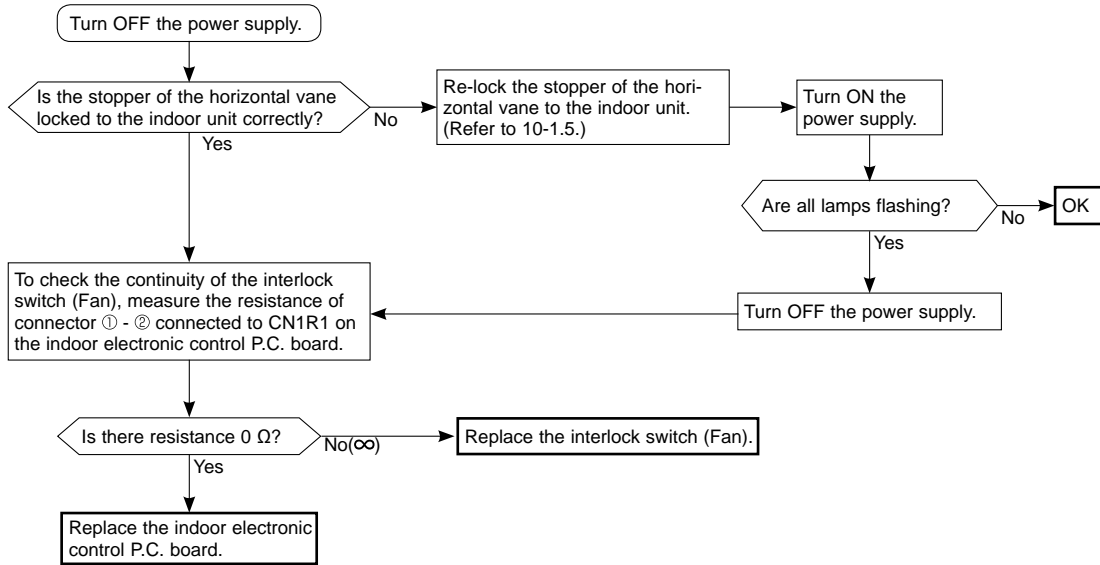 Turn OFF the power supply.
Is the stopper of the horizontal vane
locked to the indoor unit correctly?
No
Yes
Re-lock the stopper of the hori-
zontal vane to the indoor unit.
(Refer to 10-1.5.)
Turn ON the
power supply.
Are all lamps flashing?
No
OK
Yes
Turn OFF the power supply.
To check the continuity of the interlock
switch (Fan), measure the resistance of
connector ① - ② connected to CN1R1 on
the indoor electronic control P.C. board.
Is there resistance 0 Ω?
No(∞)
Replace the interlock switch (Fan).
Yes
Replace the indoor electronic
control P.C. board.